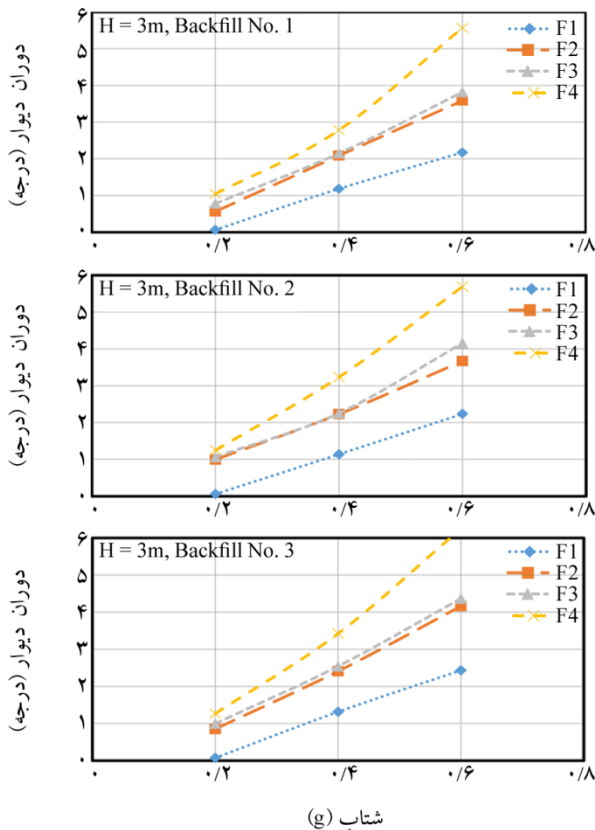 H = 3m, Backfill No. 1
F1
F2
F3
F4
دوران دیوار (درجه)
۶
۵
۴
۳
۲
۱
۰
۰ ۰/۲ ۰/۴ ۰/۶ ۰/۸
H = 3m, Backfill No. 2
F1
F2
F3
F4
دوران دیوار (درجه)
۶
۵
۴
۳
۲
۱
۰
۰ ۰/۲ ۰/۴ ۰/۶ ۰/۸
H = 3m, Backfill No. 3
F1
F2
F3
F4
دوران دیوار (درجه)
۶
۵
۴
۳
۲
۱
۰
۰ ۰/۲ ۰/۴ ۰/۶ ۰/۸
شتاب (g)